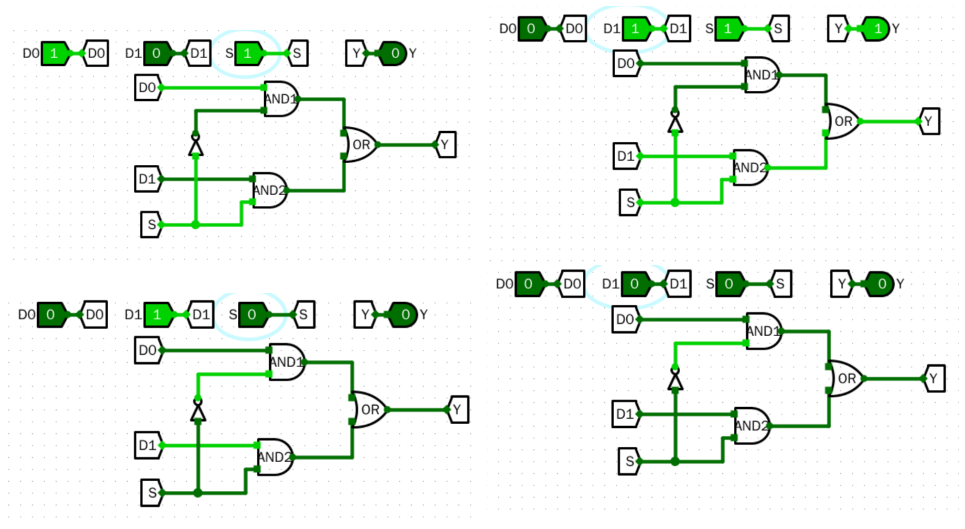 D0 1 D0 D1 0 D1 S 1 S Y 0 Y
D0
AND1
OR
Y
D1
AND2
S
D0 0 D0 D1 1 D1 S 1 S Y 1 Y
D0
AND1
OR
Y
D1
AND2
S
D0 0 D0 D1 1 D1 S 0 S Y 0 Y
D0
AND1
OR
Y
D1
AND2
S
D0 0 D0 D1 0 D1 S 0 S Y 0 Y
D0
AND1
OR
Y
D1
AND2
S